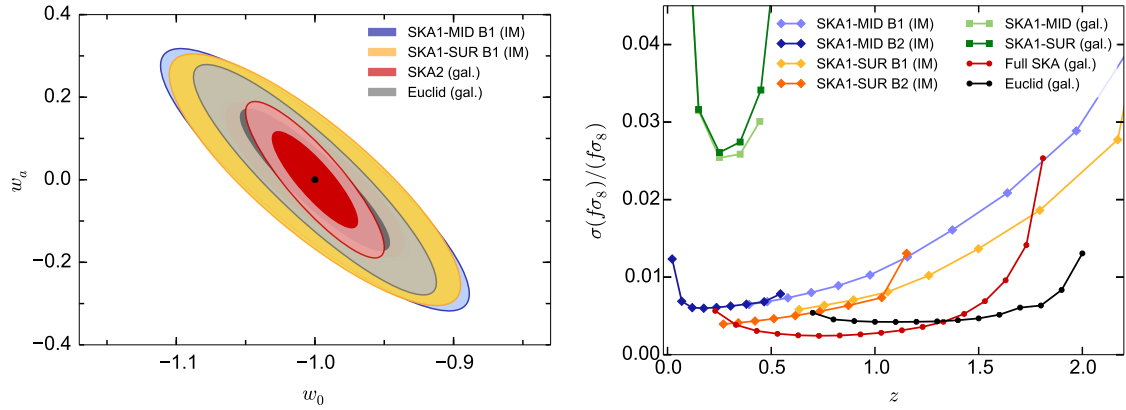 0.4
0.2
0.0
−0.2
−0.4
w_a
−1.1
−1.0
−0.9
w_0
SKA1-MID B1 (IM)
SKA1-SUR B1 (IM)
SKA2 (gal.)
Euclid (gal.)
0.04
0.03
0.02
0.01
0.00
σ(fσ_8)/(fσ_8)
0.0
0.5
1.0
1.5
2.0
z
SKA1-MID B1 (IM)
SKA1-MID B2 (IM)
SKA1-SUR B1 (IM)
SKA1-SUR B2 (IM)
SKA1-MID (gal.)
SKA1-SUR (gal.)
Full SKA (gal.)
Euclid (gal.)